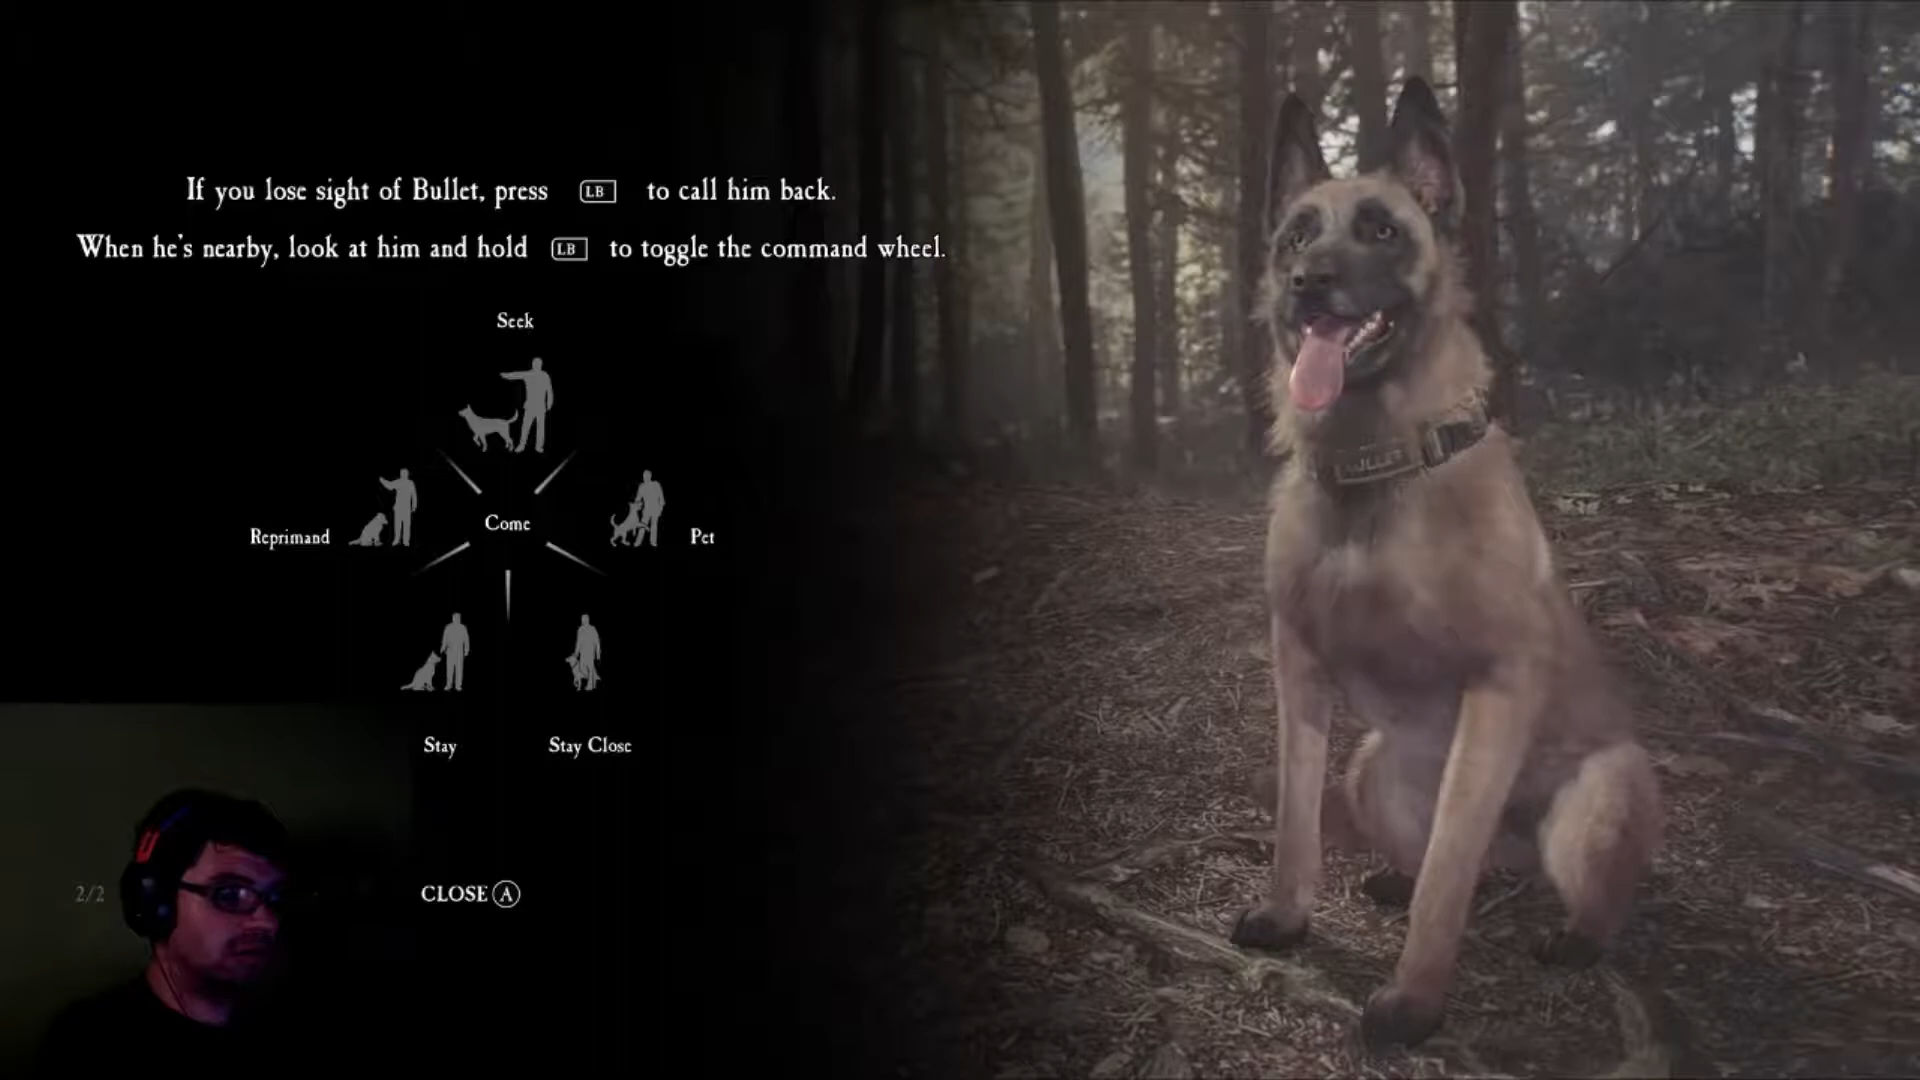 If you lose sight of Bullet, press LB to call him back.
When he's nearby, look at him and hold LB to toggle the command wheel.
Seek
Come
Reprimand
Pet
Stay
Stay Close
2/2
CLOSE A
BULLET